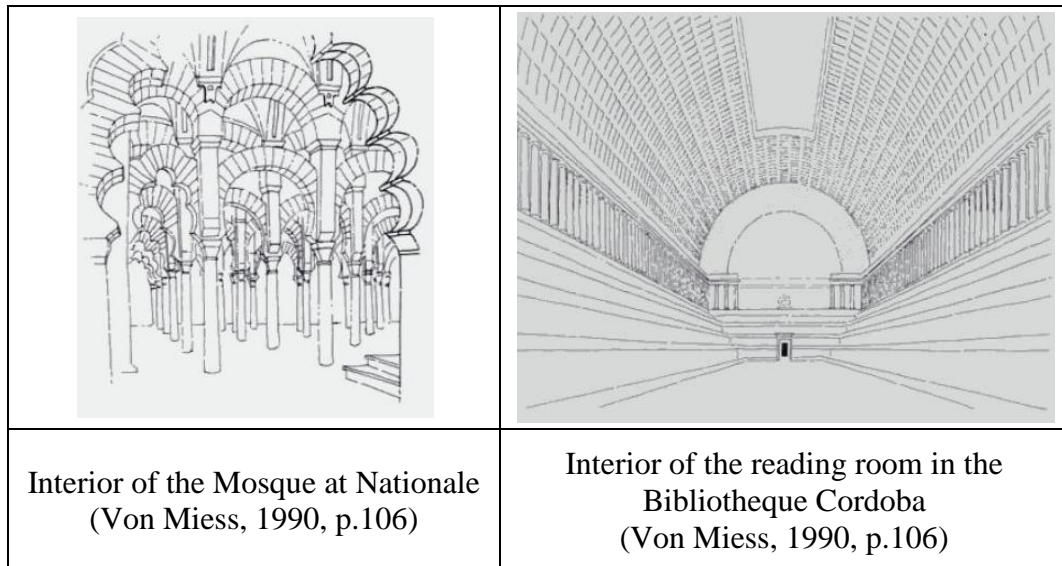 Interior of the Mosque at Nationale
(Von Miess, 1990, p.106)
Interior of the reading room in the
Bibliotheque Cordoba
(Von Miess, 1990, p.106)